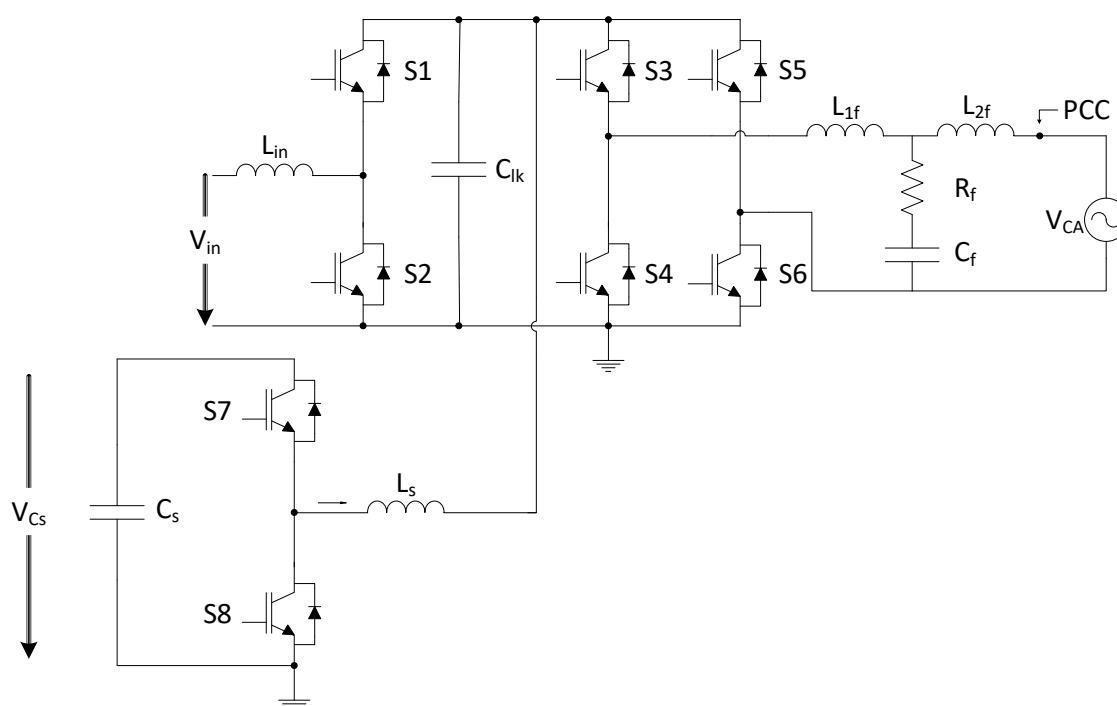 S1
S3
S5
L1f
L2f
PCC
Lin
Clk
Rf
Vin
VCA
S2
S4
S6
Cf
S7
Ls
VCs
Cs
S8